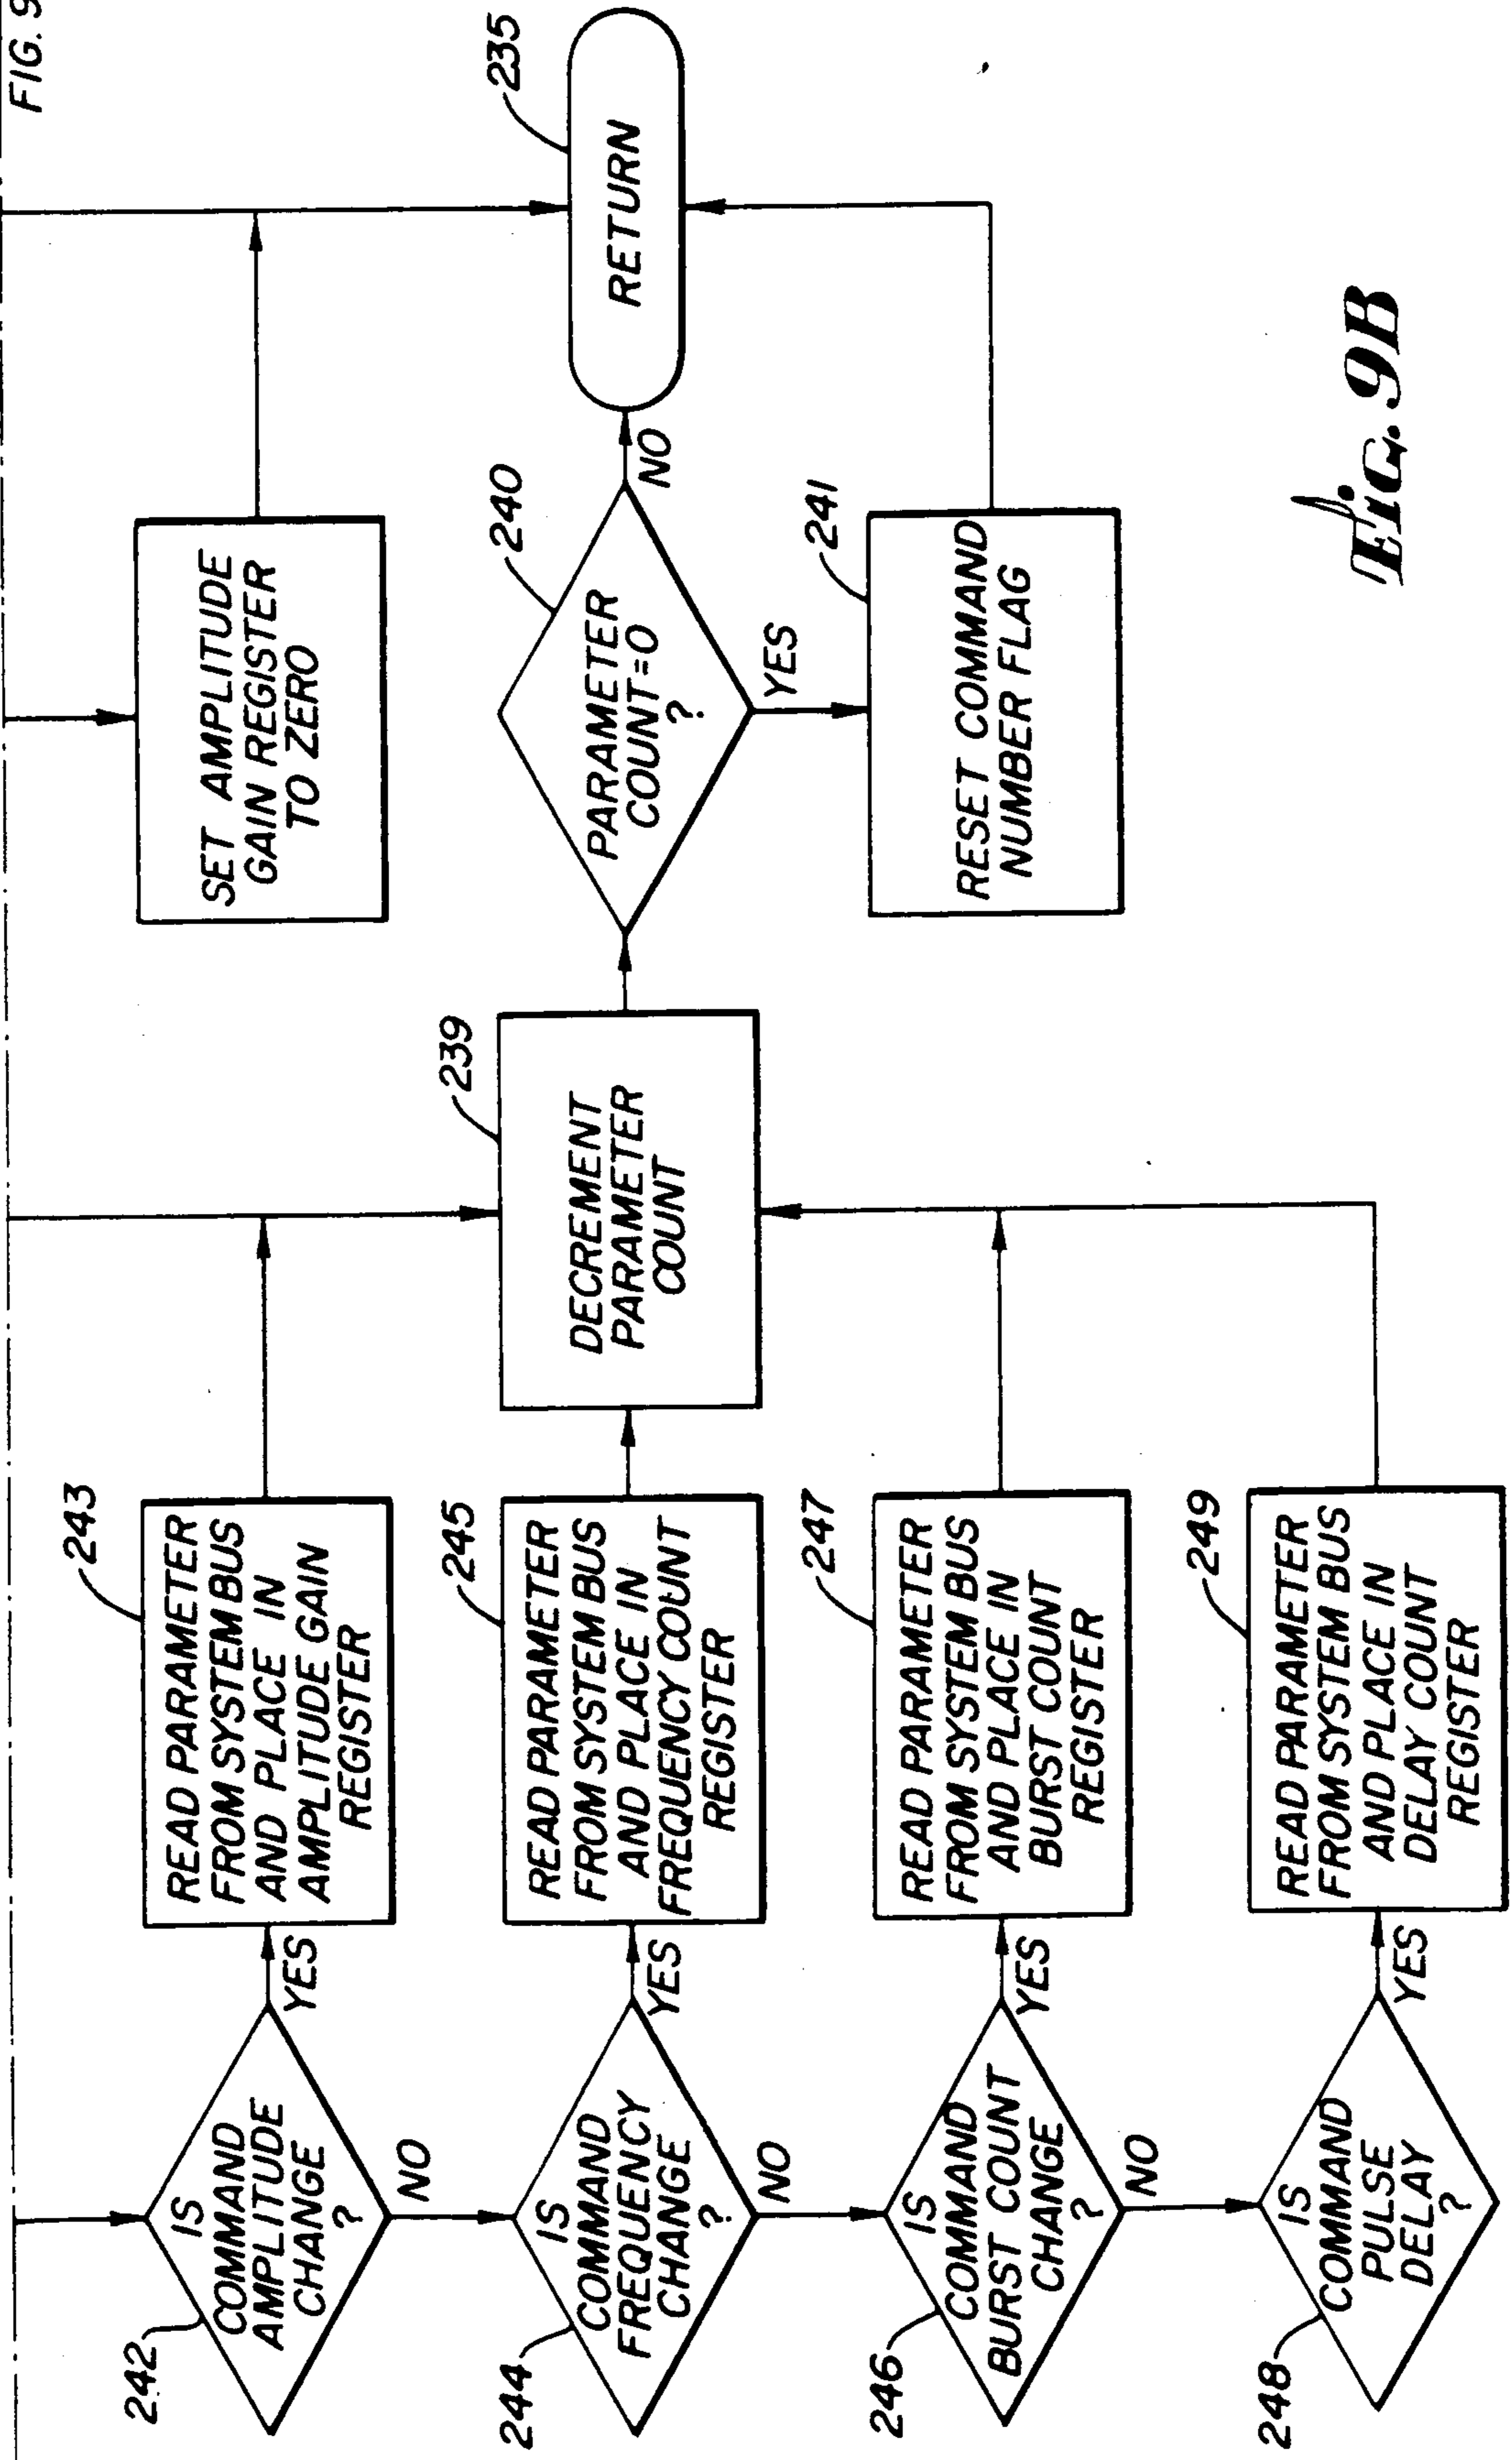 FIG. 9
242
IS
COMMAND
AMPLITUDE
CHANGE
?
YES
NO
243
READ PARAMETER
FROM SYSTEM BUS
AND PLACE IN
AMPLITUDE GAIN
REGISTER
SET AMPLITUDE
GAIN REGISTER
TO ZERO
244
IS
COMMAND
FREQUENCY
CHANGE
?
YES
NO
245
READ PARAMETER
FROM SYSTEM BUS
AND PLACE IN
FREQUENCY COUNT
REGISTER
239
DECREMENT
PARAMETER
COUNT
240
PARAMETER
COUNT=0
?
NO
YES
235
RETURN
246
IS
COMMAND
BURST COUNT
CHANGE
?
YES
NO
247
READ PARAMETER
FROM SYSTEM BUS
AND PLACE IN
BURST COUNT
REGISTER
241
RESET COMMAND
NUMBER FLAG
248
IS
COMMAND
PULSE
DELAY
?
YES
249
READ PARAMETER
FROM SYSTEM BUS
AND PLACE IN
DELAY COUNT
REGISTER
Fig. 9B